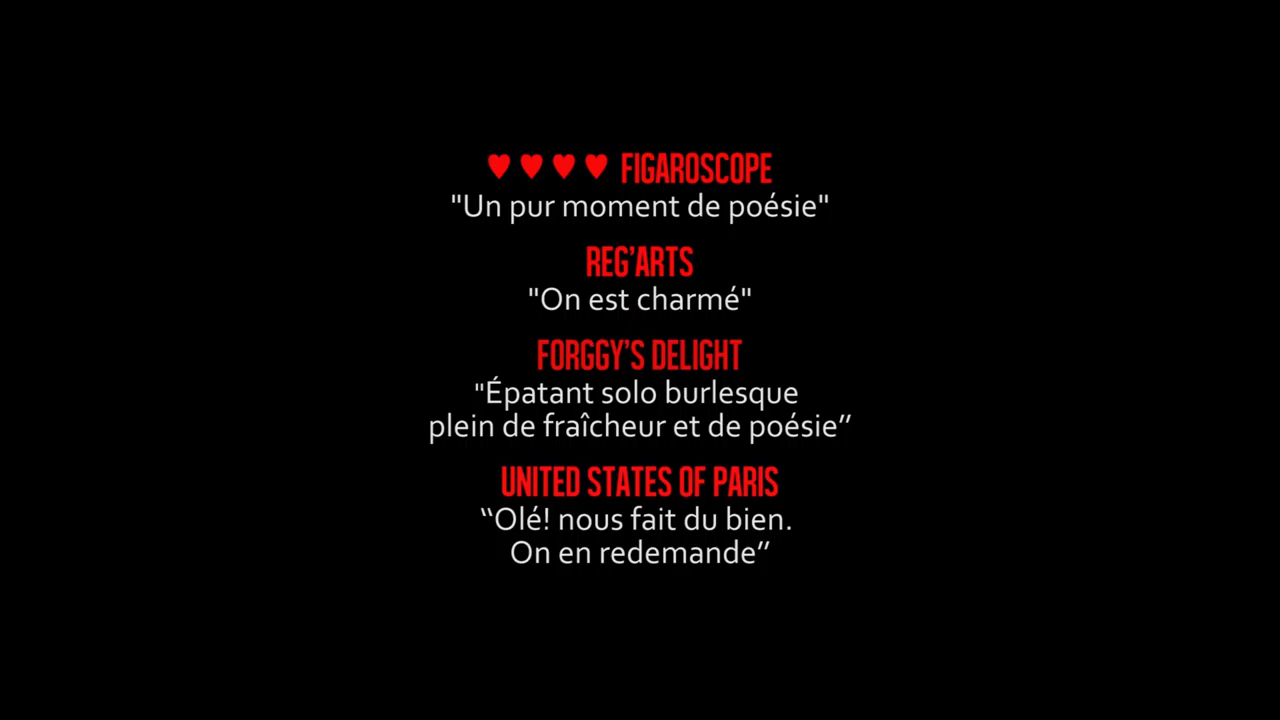 ♥ ♥ ♥ ♥ FIGAROSCOPE
"Un pur moment de poésie"
REG’ARTS
"On est charmé"
FORGGY’S DELIGHT
"Épatant solo burlesque
plein de fraîcheur et de poésie”
UNITED STATES OF PARIS
“Olé! nous fait du bien.
On en redemande”